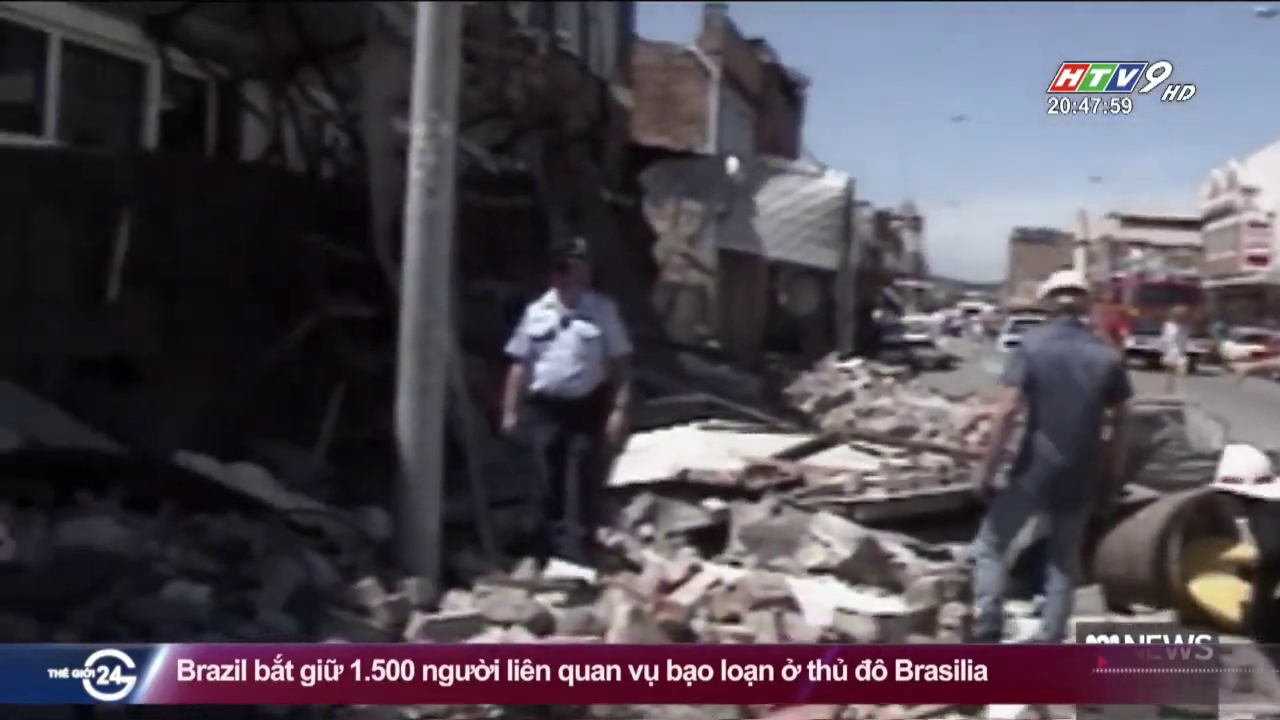 HTV9 HD
20:47:59
NEWS
THẾ GIỚI 24G
Brazil bắt giữ 1.500 người liên quan vụ bạo loạn ở thủ đô Brasilia